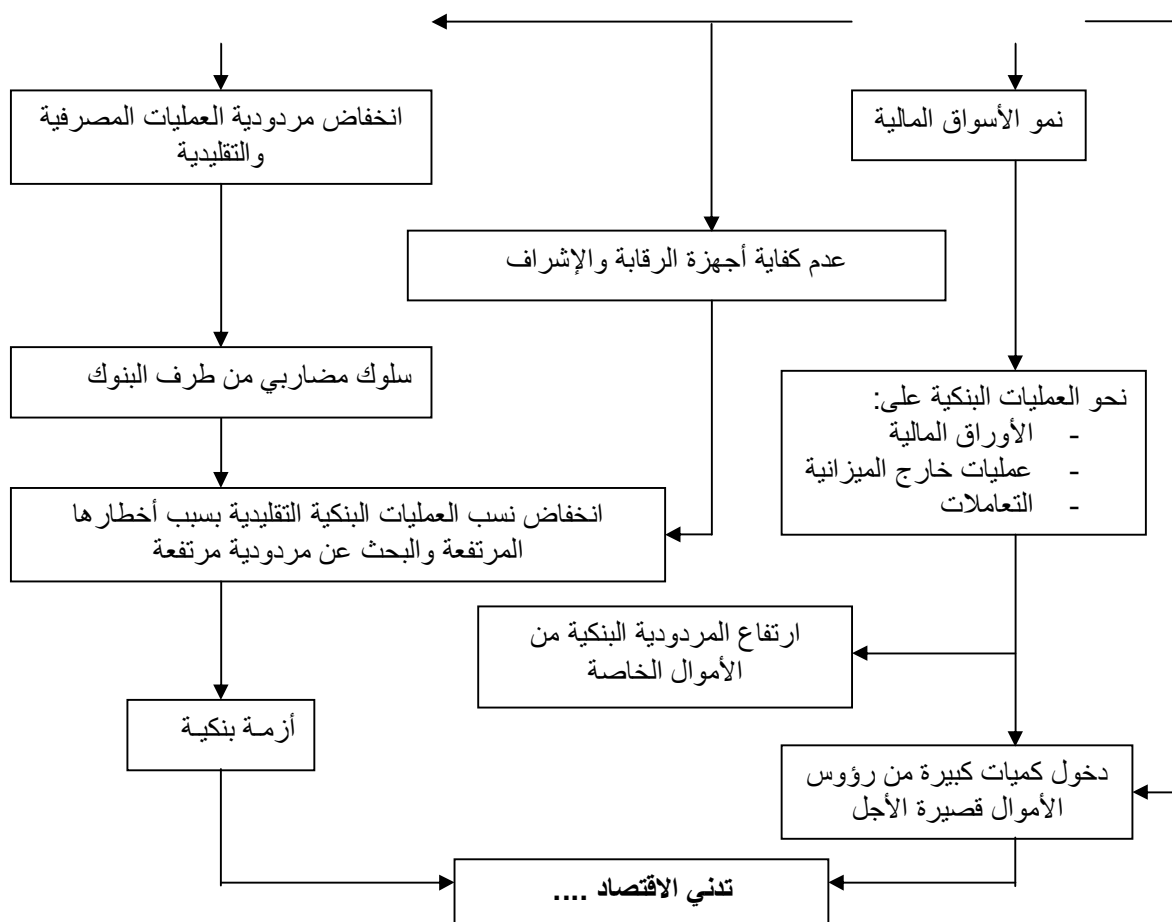 نمو الأسواق المالية
انخفاض مردودية العمليات المصرفية
والتقليدية
عدم كفاية أجهزة الرقابة والإشراف
سلوك مضاربي من طرف البنوك
نحو العمليات البنكية على:
- الأوراق المالية
- عمليات خارج الميزانية
- التعاملات
انخفاض نسب العمليات البنكية التقليدية بسبب أخطارها
المرتفعة والبحث عن مردودية مرتفعة
ارتفاع المردودية البنكية من
الأموال الخاصة
أزمـة بنكيـة
دخول كميات كبيرة من رؤوس
الأموال قصيرة الأجل
تدني الاقتصاد ....